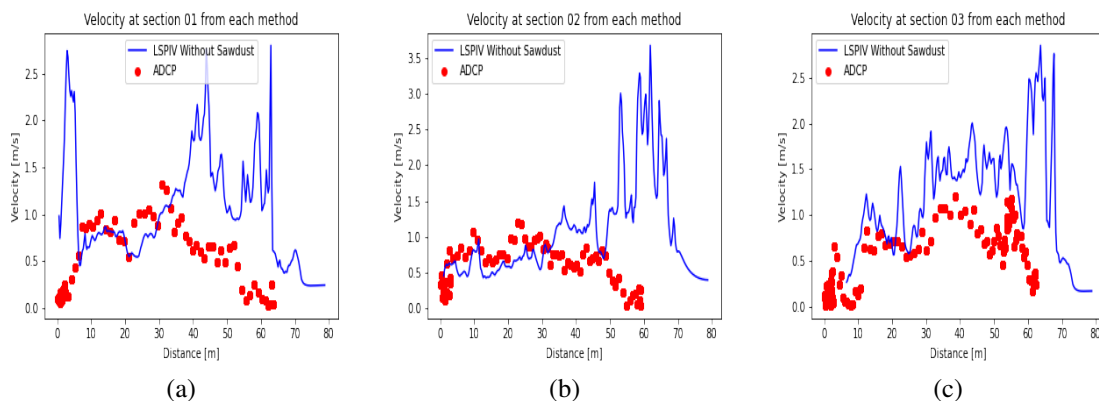 Velocity at section 01 from each method
LSPIV Without Sawdust
ADCP
Velocity [m/s]
2.5
2.0
1.5
1.0
0.5
0.0
0 10 20 30 40 50 60 70 80
Distance [m]
(a)
Velocity at section 02 from each method
LSPIV Without Sawdust
ADCP
Velocity [m/s]
3.5
3.0
2.5
2.0
1.5
1.0
0.5
0.0
0 10 20 30 40 50 60 70 80
Distance [m]
(b)
Velocity at section 03 from each method
LSPIV Without Sawdust
ADCP
Velocity [m/s]
2.5
2.0
1.5
1.0
0.5
0.0
0 10 20 30 40 50 60 70 80
Distance [m]
(c)